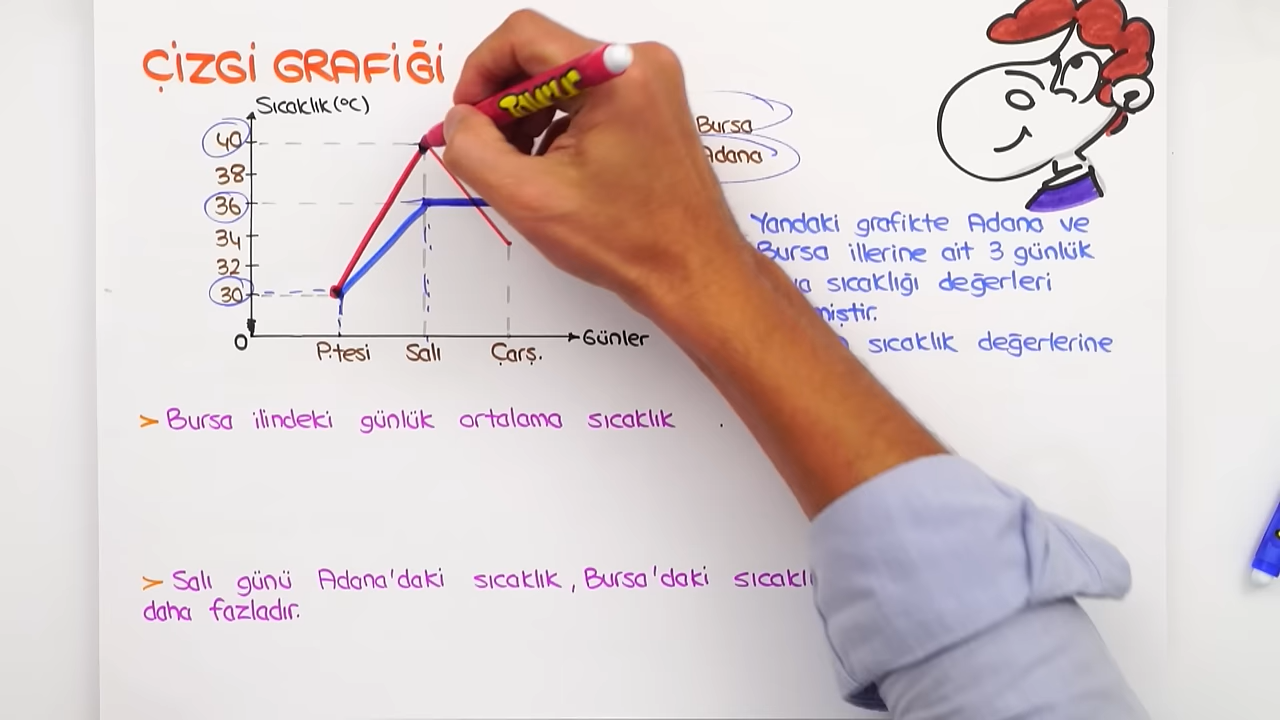 ÇİZGİ GRAFİĞİ
Sıcaklık (°C)
40
38
36
34
32
30
0
P.tesi Salı Çarş.
Günler
Bursa
Adana
Yandaki grafikte Adana ve
Bursa illerine ait 3 günlük
sıcaklığı değerleri
sıcaklık değerlerine
> Bursa ilindeki günlük ortalama sıcaklık .
> Salı günü Adana'daki sıcaklık, Bursa'daki
daha fazladır.